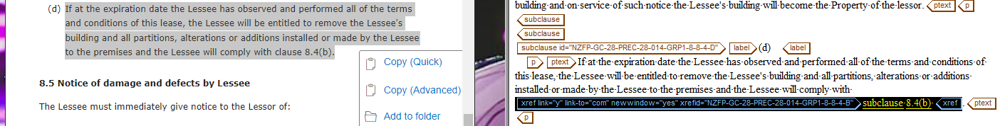 (d) If at the expiration date the Lessee has observed and performed all of the terms
and conditions of this lease, the Lessee will be entitled to remove the Lessee's
building and all partitions, alterations or additions installed or made by the Lessee
to the premises and the Lessee will comply with clause 8.4(b).
Copy (Quick)
Copy (Advanced)
Add to folder
8.5 Notice of damage and defects by Lessee
The Lessee must immediately give notice to the Lessor of:
building and on service of such notice the Lessee's building will become the Property of the lessor. ptext p
subclause
subclause
subclause id="NZFP-GC-28-PREC-28-014-GRP1-8-8-4-D" label (d) label
p ptext If at the expiration date the Lessee has observed and performed all of the terms and conditions of
this lease, the Lessee will be entitled to remove the Lessee's building and all partitions, alterations or additions
installed or made by the Lessee to the premises and the Lessee will comply with
xref link="y" link-to="com" newwindow="yes" xrefid="NZFP-GC-28-PREC-28-014-GRP1-8-8-4-B" subclause 8.4(b) xref . ptext
p